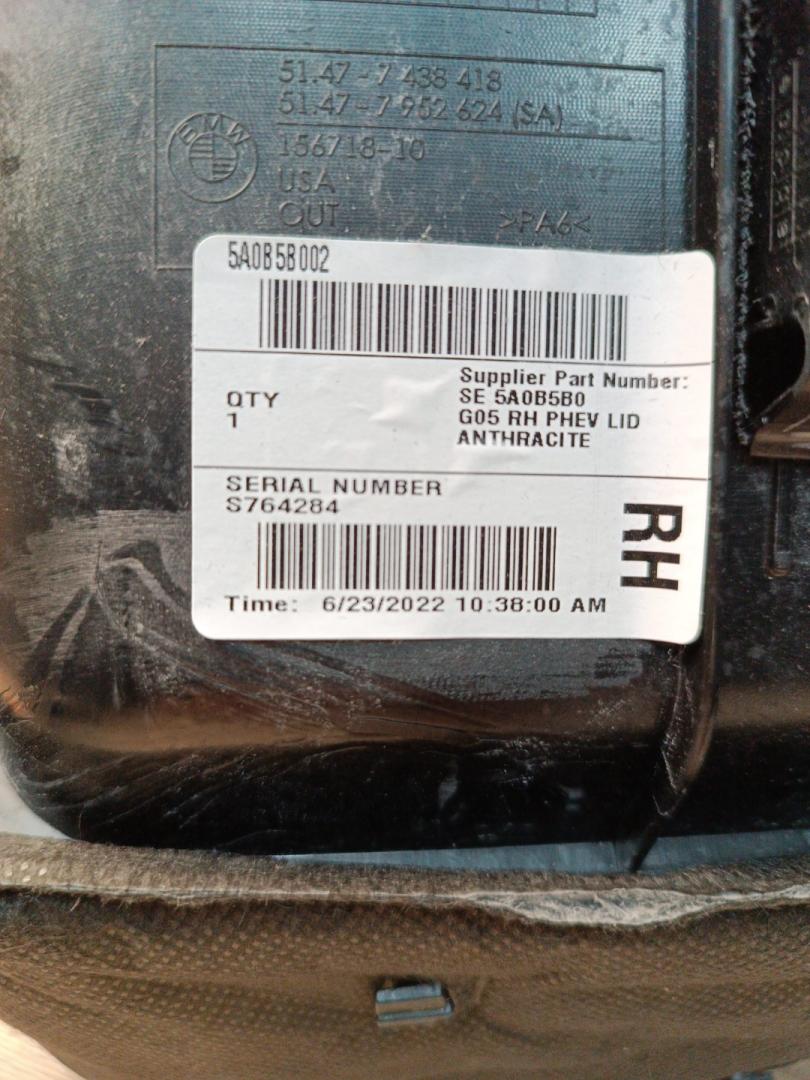 51.47-7 438 418
51.47-7 952 624 (SA)
BMW
156718-10
USA
OUT >PA6<
5A0B5B002
QTY
1
Supplier Part Number:
SE 5A0B5B0
G05 RH PHEV LID
ANTHRACITE
SERIAL NUMBER
S764284
RH
Time: 6/23/2022 10:38:00 AM